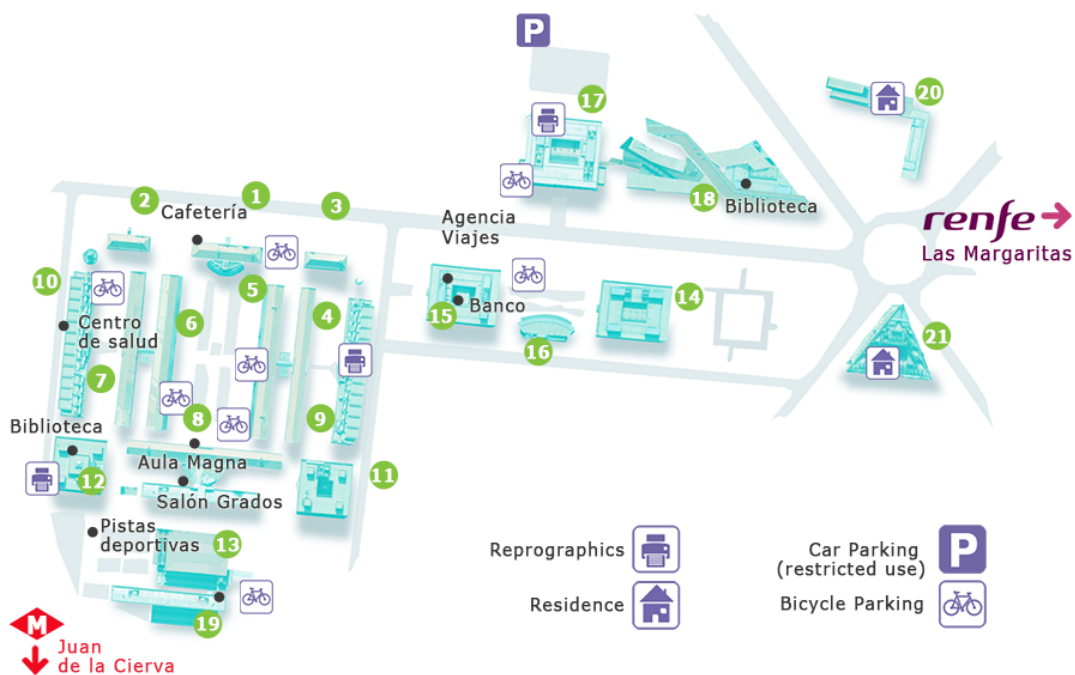 P
17
20
2
1
3
Cafetería
Agencia
Viajes
18
Biblioteca
renfe
Las Margaritas
10
5
6
4
Centro
de salud
7
15
Banco
14
16
21
8
9
Biblioteca
Aula Magna
12
11
Salón Grados
Pistas
deportivas
13
19
Reprographics
Residence
Car Parking
(restricted use)
P
Bicycle Parking
M
Juan
de la Cierva